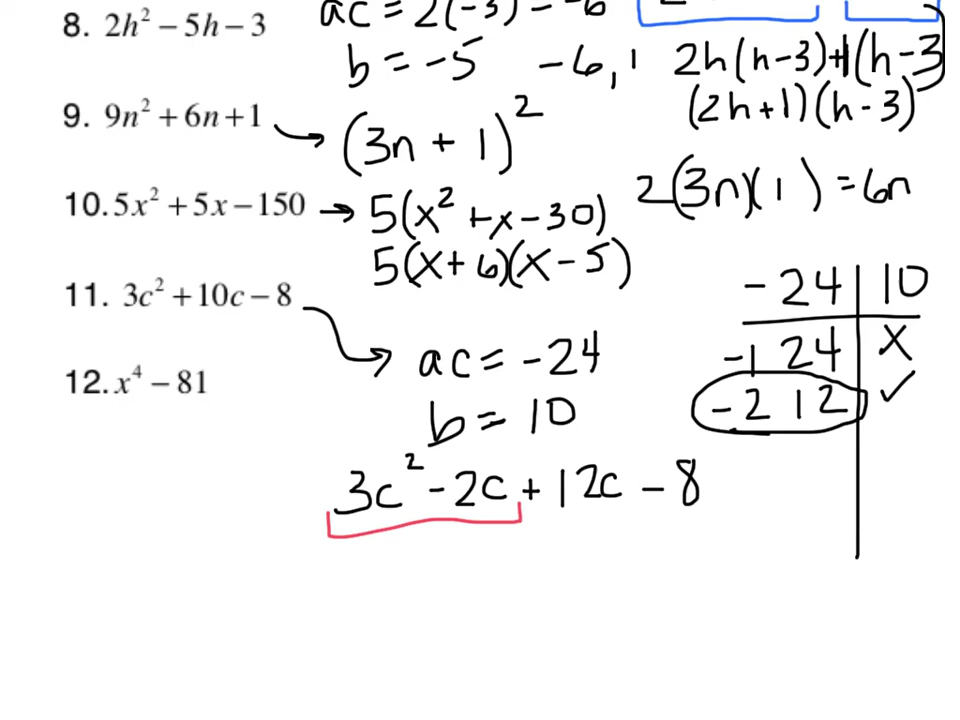 ac = 2(-3) = -6
8. 2h² − 5h − 3
b = -5   -6, 1   2h(h-3)+1(h-3)
(2h+1)(h-3)
9. 9n² + 6n + 1 → (3n + 1)²
2(3n)(1) = 6n
10. 5x² + 5x − 150 → 5(x² + x - 30)
5(x+6)(x-5)
11. 3c² + 10c − 8
-24 | 10
ac = -24
-1 24 | x
b = 10
-2 12 | ✓
12. x⁴ − 81
3c² - 2c + 12c - 8